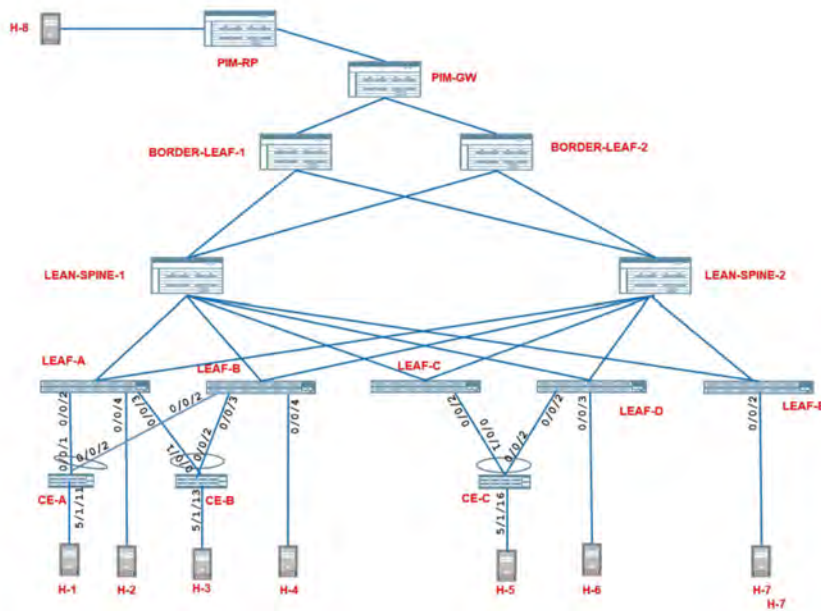 H-8
PIM-RP
PIM-GW
BORDER-LEAF-1
BORDER-LEAF-2
LEAN-SPINE-1
LEAN-SPINE-2
LEAF-A
LEAF-B
LEAF-C
LEAF-D
0/0/2
0/0/4
0/0/3
0/0/2
0/0/3
0/0/4
0/0/2
0/0/2
0/0/3
0/0/2
0/0/1
0/0/2
0/0/1
0/0/2
0/0/1
CE-A
CE-B
CE-C
5/1/11
5/1/13
5/1/16
H-1
H-2
H-3
H-4
H-5
H-6
H-7
H-7